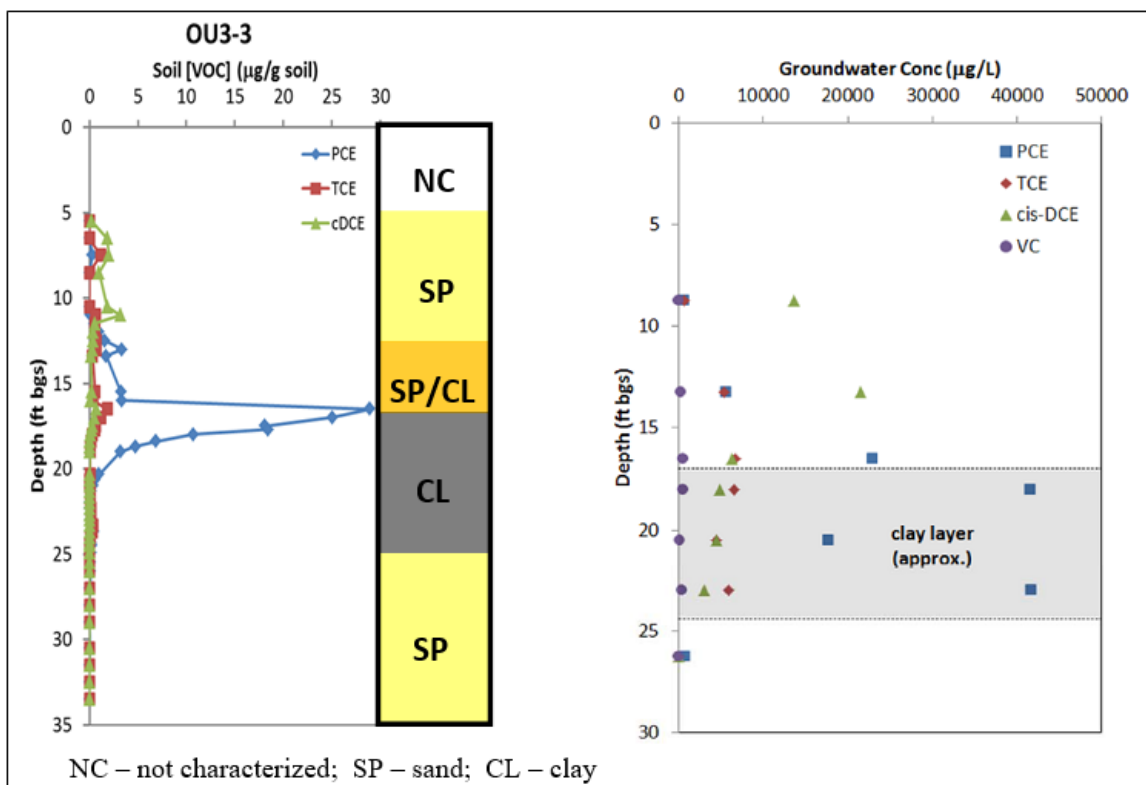 OU3-3
Soil [VOC] (µg/g soil)
0 5 10 15 20 25 30
0
5
10
15
20
25
30
35
Depth (ft bgs)
PCE
TCE
cDCE
NC
SP
SP/CL
CL
SP
Groundwater Conc (µg/L)
0 10000 20000 30000 40000 50000
0
5
10
15
20
25
30
Depth (ft bgs)
PCE
TCE
cis-DCE
VC
clay layer
(approx.)
NC – not characterized; SP – sand; CL – clay